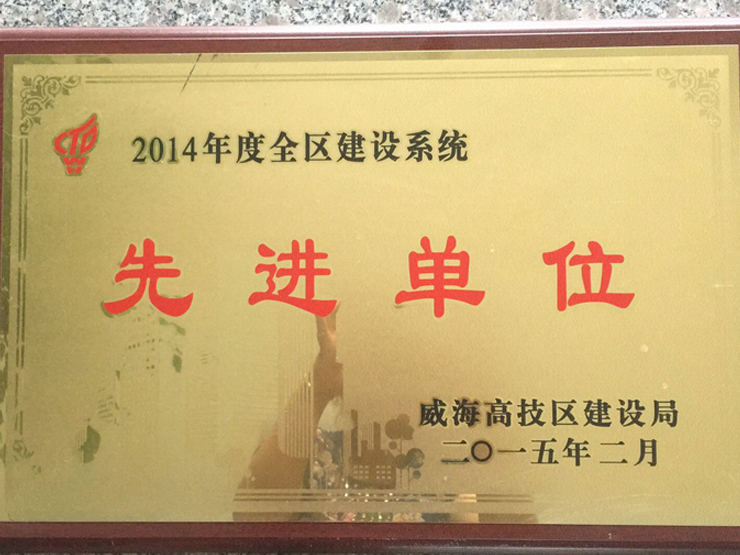 2014年度全区建设系统
先进单位
威海高技区建设局
二〇一五年二月